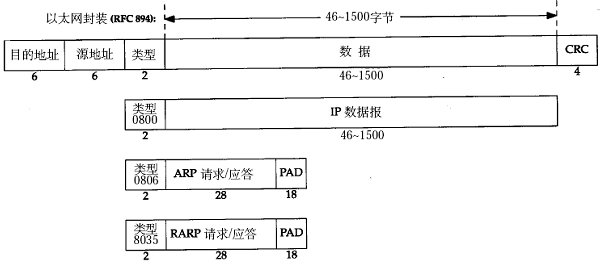 以太网封装 (RFC 894): 46~1500字节
目的地址 源地址 类型 数据 CRC
6 6 2 46~1500 4
类型 0800 IP 数据报
2 46~1500
类型 0806 ARP 请求/应答 PAD
2 28 18
类型 8035 RARP 请求/应答 PAD
2 28 18